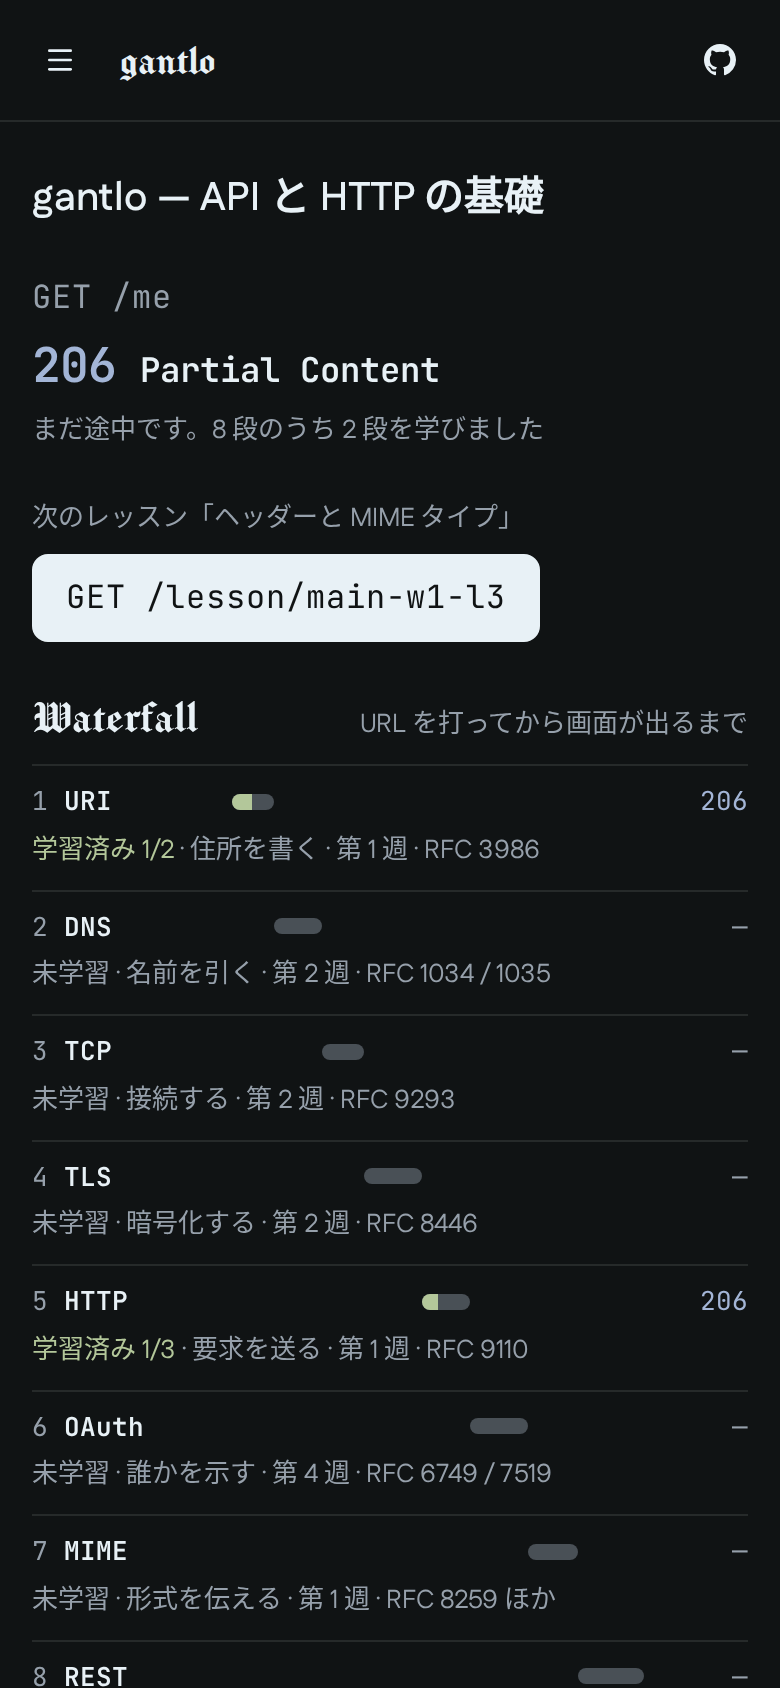 gantlo
gantlo — API と HTTP の基礎
GET /me
206 Partial Content
まだ途中です。8 段のうち 2 段を学びました
次のレッスン「ヘッダーと MIME タイプ」
GET /lesson/main-w1-l3
Waterfall URL を打ってから画面が出るまで
1 URI 206
学習済み 1/2 · 住所を書く · 第 1 週 · RFC 3986
2 DNS —
未学習 · 名前を引く · 第 2 週 · RFC 1034 / 1035
3 TCP —
未学習 · 接続する · 第 2 週 · RFC 9293
4 TLS —
未学習 · 暗号化する · 第 2 週 · RFC 8446
5 HTTP 206
学習済み 1/3 · 要求を送る · 第 1 週 · RFC 9110
6 OAuth —
未学習 · 誰かを示す · 第 4 週 · RFC 6749 / 7519
7 MIME —
未学習 · 形式を伝える · 第 1 週 · RFC 8259 ほか
8 REST —